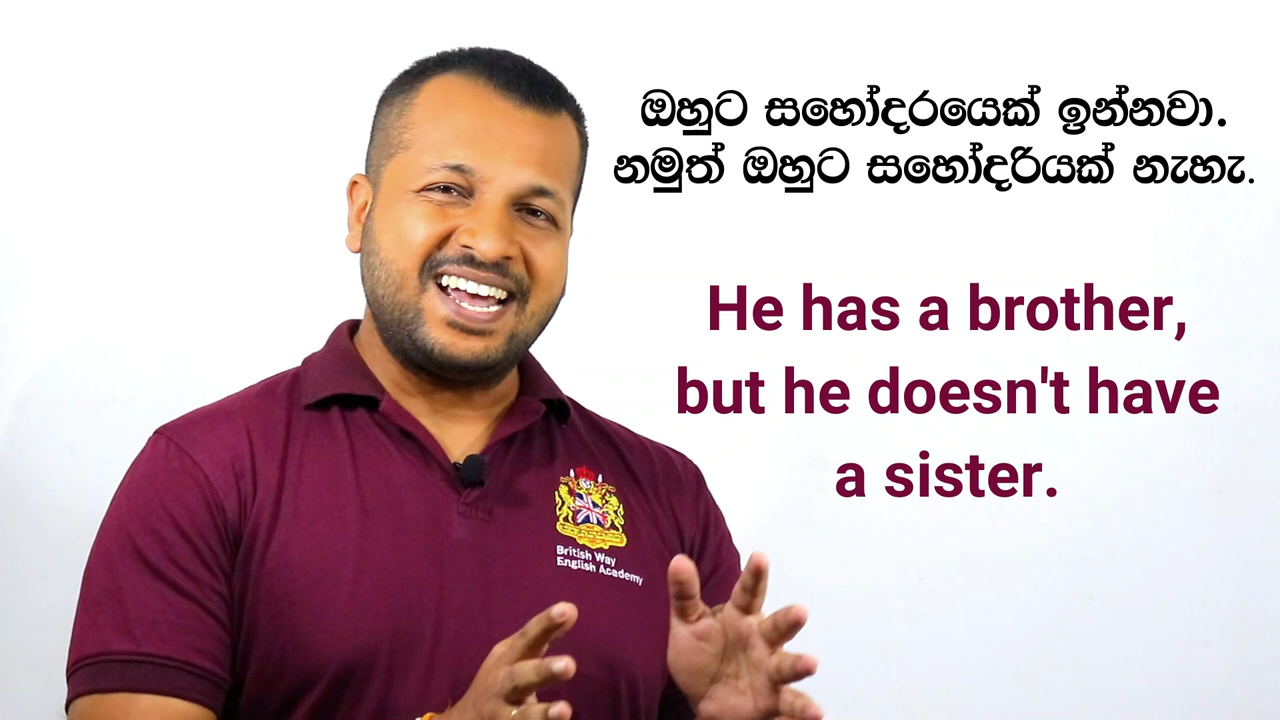 ඔහුට සහෝදරයෙක් ඉන්නවා.
නමුත් ඔහුට සහෝදරියක් නැහැ.
He has a brother,
but he doesn't have
a sister.
British Way
English Academy